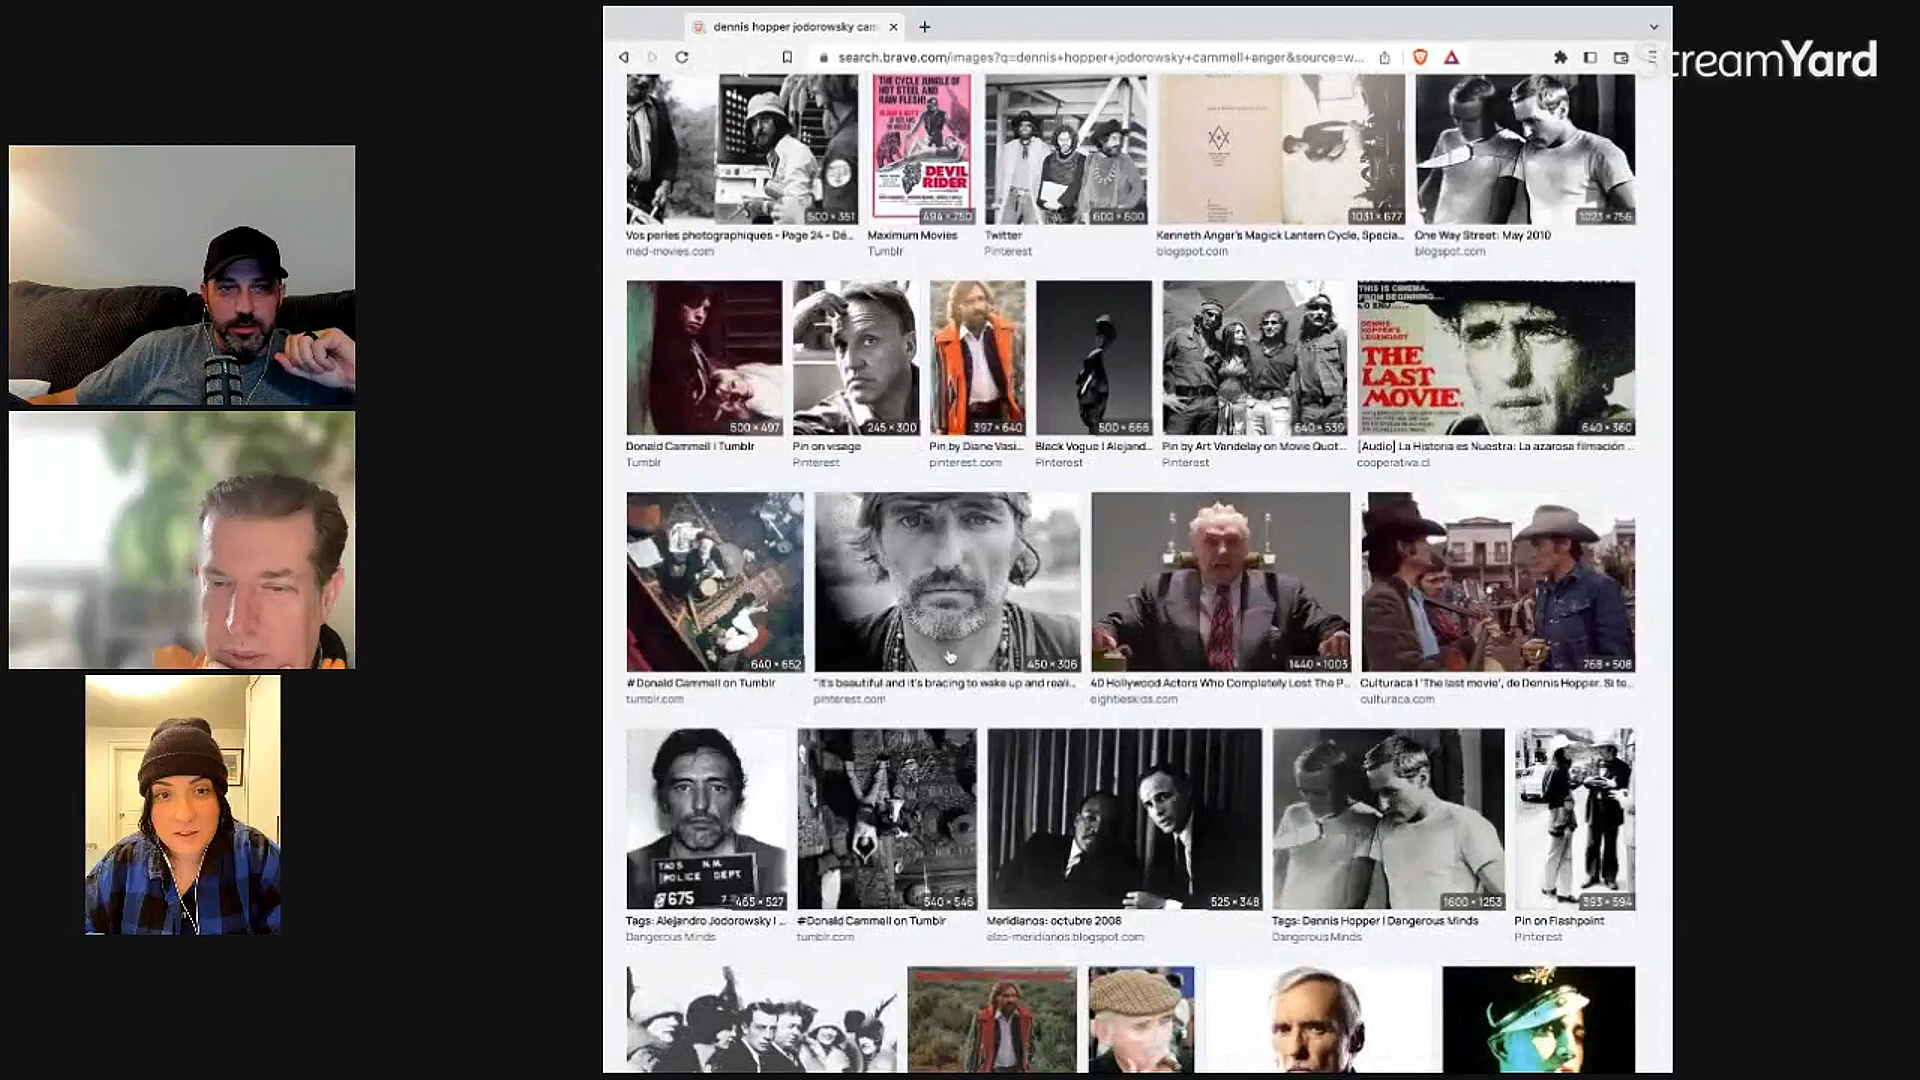 dennis hopper jodorowsky cam
search.brave.com/images?q=dennis+hopper+jodorowsky+cammell+anger&source=w...
StreamYard
THE CYCLE JUNGLE OF
HOT STEEL AND
RAW FLESH!
DEVIL
RIDER
500 × 351
494 × 750
600 × 600
1031 × 677
1023 × 756
Vos perles photographiques - Page 24 - Dé...
Maximum Movies
Twitter
Kenneth Anger's Magick Lantern Cycle, Specia...
One Way Street: May 2010
mad-movies.com
Tumblr
Pinterest
blogspot.com
blogspot.com
THIS IS CINEMA.
FROM BEGINNING...
DENNIS
HOPPER'S
LEGENDARY
THE
LAST
MOVIE.
500 × 497
245 × 300
397 × 640
500 × 666
640 × 539
640 × 360
Donald Cammell | Tumblr
Pin on visage
Pin by Diane Vasi...
Black Vogue | Alejand...
Pin by Art Vandelay on Movie Quot...
[Audio] La Historia es Nuestra: La azarosa filmación ...
Tumblr
Pinterest
pinterest.com
Pinterest
Pinterest
cooperativa.cl
640 × 652
450 × 306
1440 × 1003
768 × 508
#Donald Cammell on Tumblr
"It's beautiful and it's bracing to wake up and reali...
40 Hollywood Actors Who Completely Lost The P...
Culturaca | 'The last movie', de Dennis Hopper. Si te...
tumblr.com
pinterest.com
eightieskids.com
culturaca.com
TAOS N.M.
POLICE DEPT
675
465 × 527
540 × 546
525 × 348
1600 × 1253
393 × 594
Tags: Alejandro Jodorowsky | ...
#Donald Cammell on Tumblr
Meridianos: octubre 2008
Tags: Dennis Hopper | Dangerous Minds
Pin on Flashpoint
Dangerous Minds
tumblr.com
elzo-meridianos.blogspot.com
Dangerous Minds
Pinterest